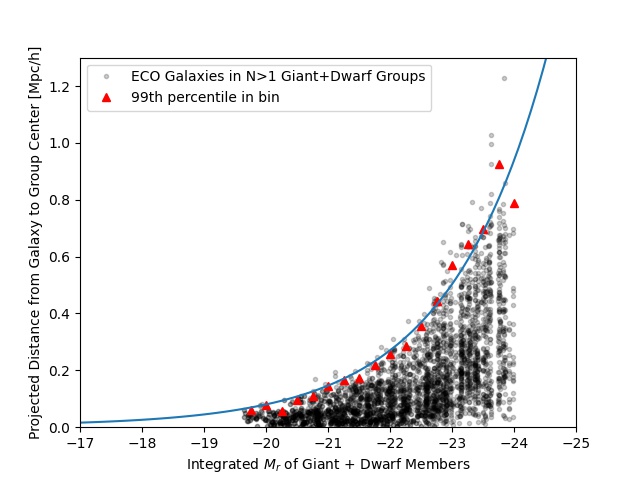 ECO Galaxies in N>1 Giant+Dwarf Groups
99th percentile in bin
Projected Distance from Galaxy to Group Center [Mpc/h]
1.2
1.0
0.8
0.6
0.4
0.2
0.0
−17 −18 −19 −20 −21 −22 −23 −24 −25
Integrated M_r of Giant + Dwarf Members